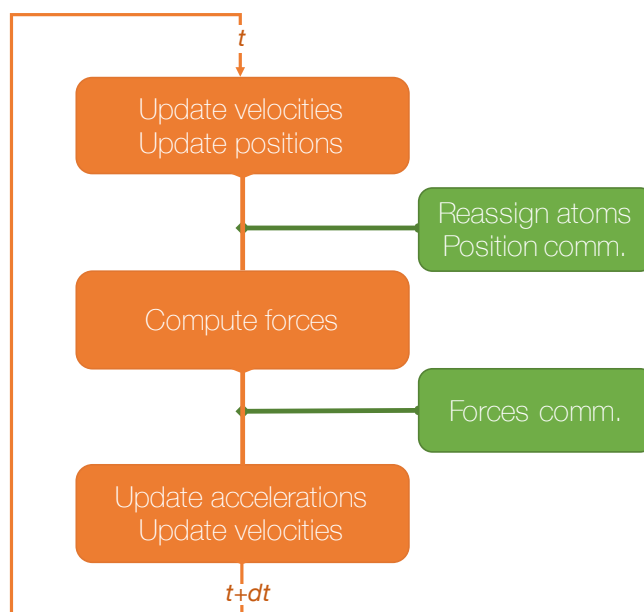 t
Update velocities
Update positions
Reassign atoms
Position comm.
Compute forces
Forces comm.
Update accelerations
Update velocities
t+dt